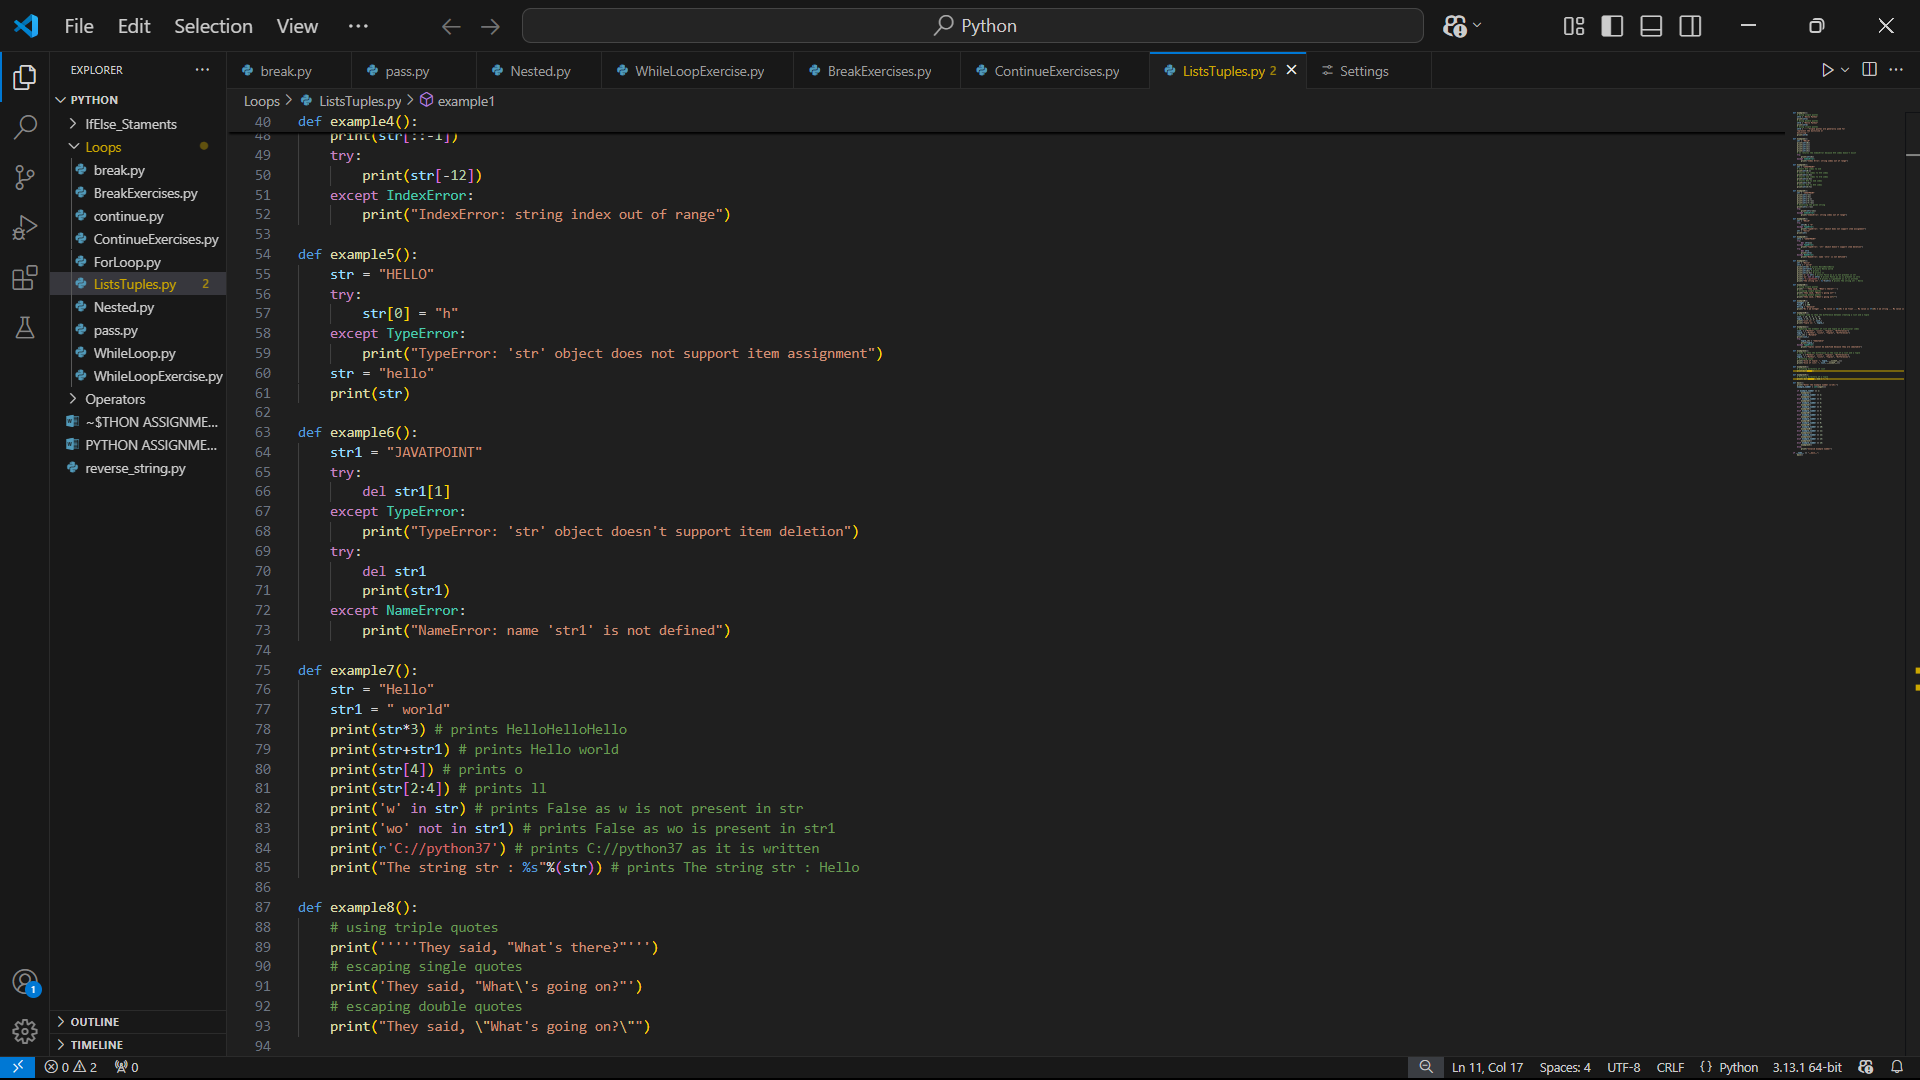 File Edit Selection View ··· Python
EXPLORER ···
PYTHON
IfElse_Staments
Loops
break.py
BreakExercises.py
continue.py
ContinueExercises.py
ForLoop.py
ListsTuples.py 2
Nested.py
pass.py
WhileLoop.py
WhileLoopExercise.py
Operators
~$THON ASSIGNME...
PYTHON ASSIGNME...
reverse_string.py
OUTLINE
TIMELINE
1
break.py pass.py Nested.py WhileLoopExercise.py BreakExercises.py ContinueExercises.py ListsTuples.py 2 Settings
Loops > ListsTuples.py > example1
40 def example4():
48 print(str[::-1])
49 try:
50 print(str[-12])
51 except IndexError:
52 print("IndexError: string index out of range")
53
54 def example5():
55 str = "HELLO"
56 try:
57 str[0] = "h"
58 except TypeError:
59 print("TypeError: 'str' object does not support item assignment")
60 str = "hello"
61 print(str)
62
63 def example6():
64 str1 = "JAVATPOINT"
65 try:
66 del str1[1]
67 except TypeError:
68 print("TypeError: 'str' object doesn't support item deletion")
69 try:
70 del str1
71 print(str1)
72 except NameError:
73 print("NameError: name 'str1' is not defined")
74
75 def example7():
76 str = "Hello"
77 str1 = " world"
78 print(str*3) # prints HelloHelloHello
79 print(str+str1) # prints Hello world
80 print(str[4]) # prints o
81 print(str[2:4]) # prints ll
82 print('w' in str) # prints False as w is not present in str
83 print('wo' not in str1) # prints False as wo is present in str1
84 print(r'C://python37') # prints C://python37 as it is written
85 print("The string str : %s"%(str)) # prints The string str : Hello
86
87 def example8():
88 # using triple quotes
89 print('''''They said, "What's there?"''')
90 # escaping single quotes
91 print('They said, "What\'s going on?"')
92 # escaping double quotes
93 print("They said, \"What's going on?\"")
94
0 2 0 Ln 11, Col 17 Spaces: 4 UTF-8 CRLF {} Python 3.13.1 64-bit